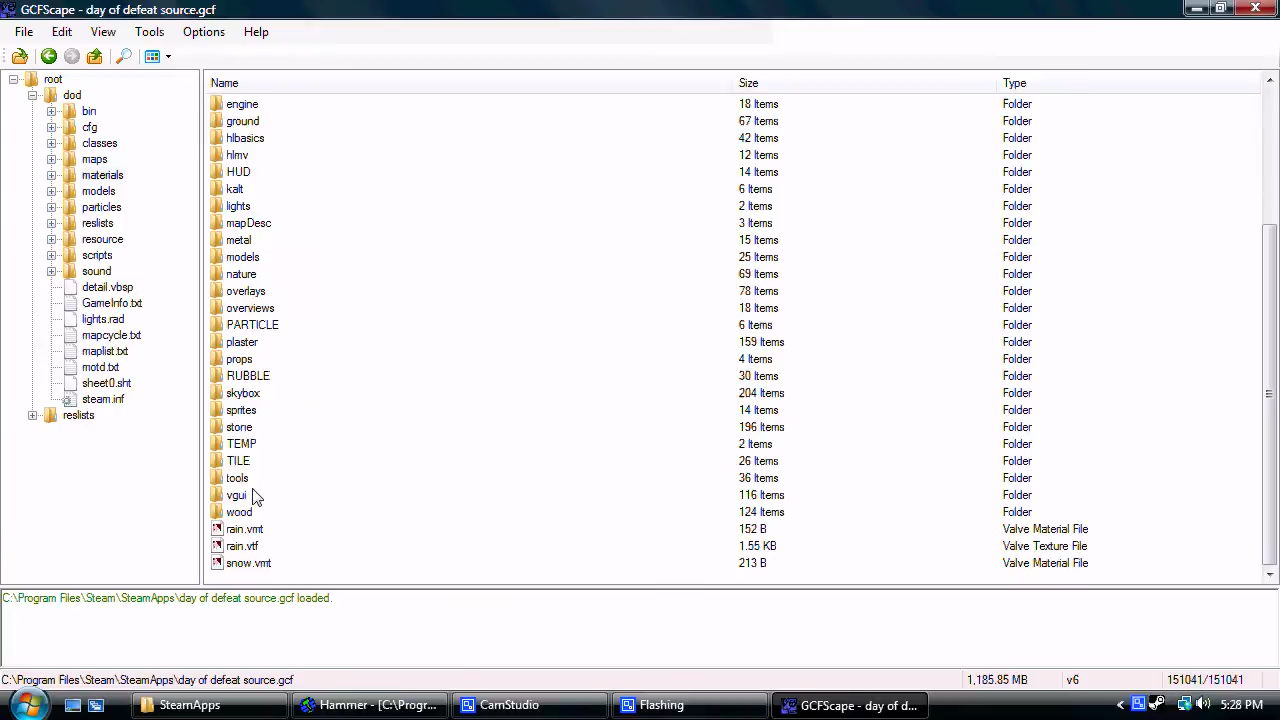 GCFScape - day of defeat source.gcf
File Edit View Tools Options Help
root
dod
bin
cfg
classes
maps
materials
models
particles
reslists
resource
scripts
sound
detail.vbsp
GameInfo.txt
lights.rad
mapcycle.txt
maplist.txt
motd.txt
sheet0.sht
steam.inf
reslists
Name Size Type
engine 18 Items Folder
ground 67 Items Folder
hlbasics 42 Items Folder
hlmv 12 Items Folder
HUD 14 Items Folder
kalt 6 Items Folder
lights 2 Items Folder
mapDesc 3 Items Folder
metal 15 Items Folder
models 25 Items Folder
nature 69 Items Folder
overlays 78 Items Folder
overviews 18 Items Folder
PARTICLE 6 Items Folder
plaster 159 Items Folder
props 4 Items Folder
RUBBLE 30 Items Folder
skybox 204 Items Folder
sprites 14 Items Folder
stone 196 Items Folder
TEMP 2 Items Folder
TILE 26 Items Folder
tools 36 Items Folder
vgui 116 Items Folder
wood 124 Items Folder
rain.vmt 152 B Valve Material File
rain.vtf 1.55 KB Valve Texture File
snow.vmt 213 B Valve Material File
C:\Program Files\Steam\SteamApps\day of defeat source.gcf loaded.
C:\Program Files\Steam\SteamApps\day of defeat source.gcf 1,185.85 MB v6 151041/151041
SteamApps Hammer - [C:\Progr... CamStudio Flashing GCFScape - day of d... 5:28 PM